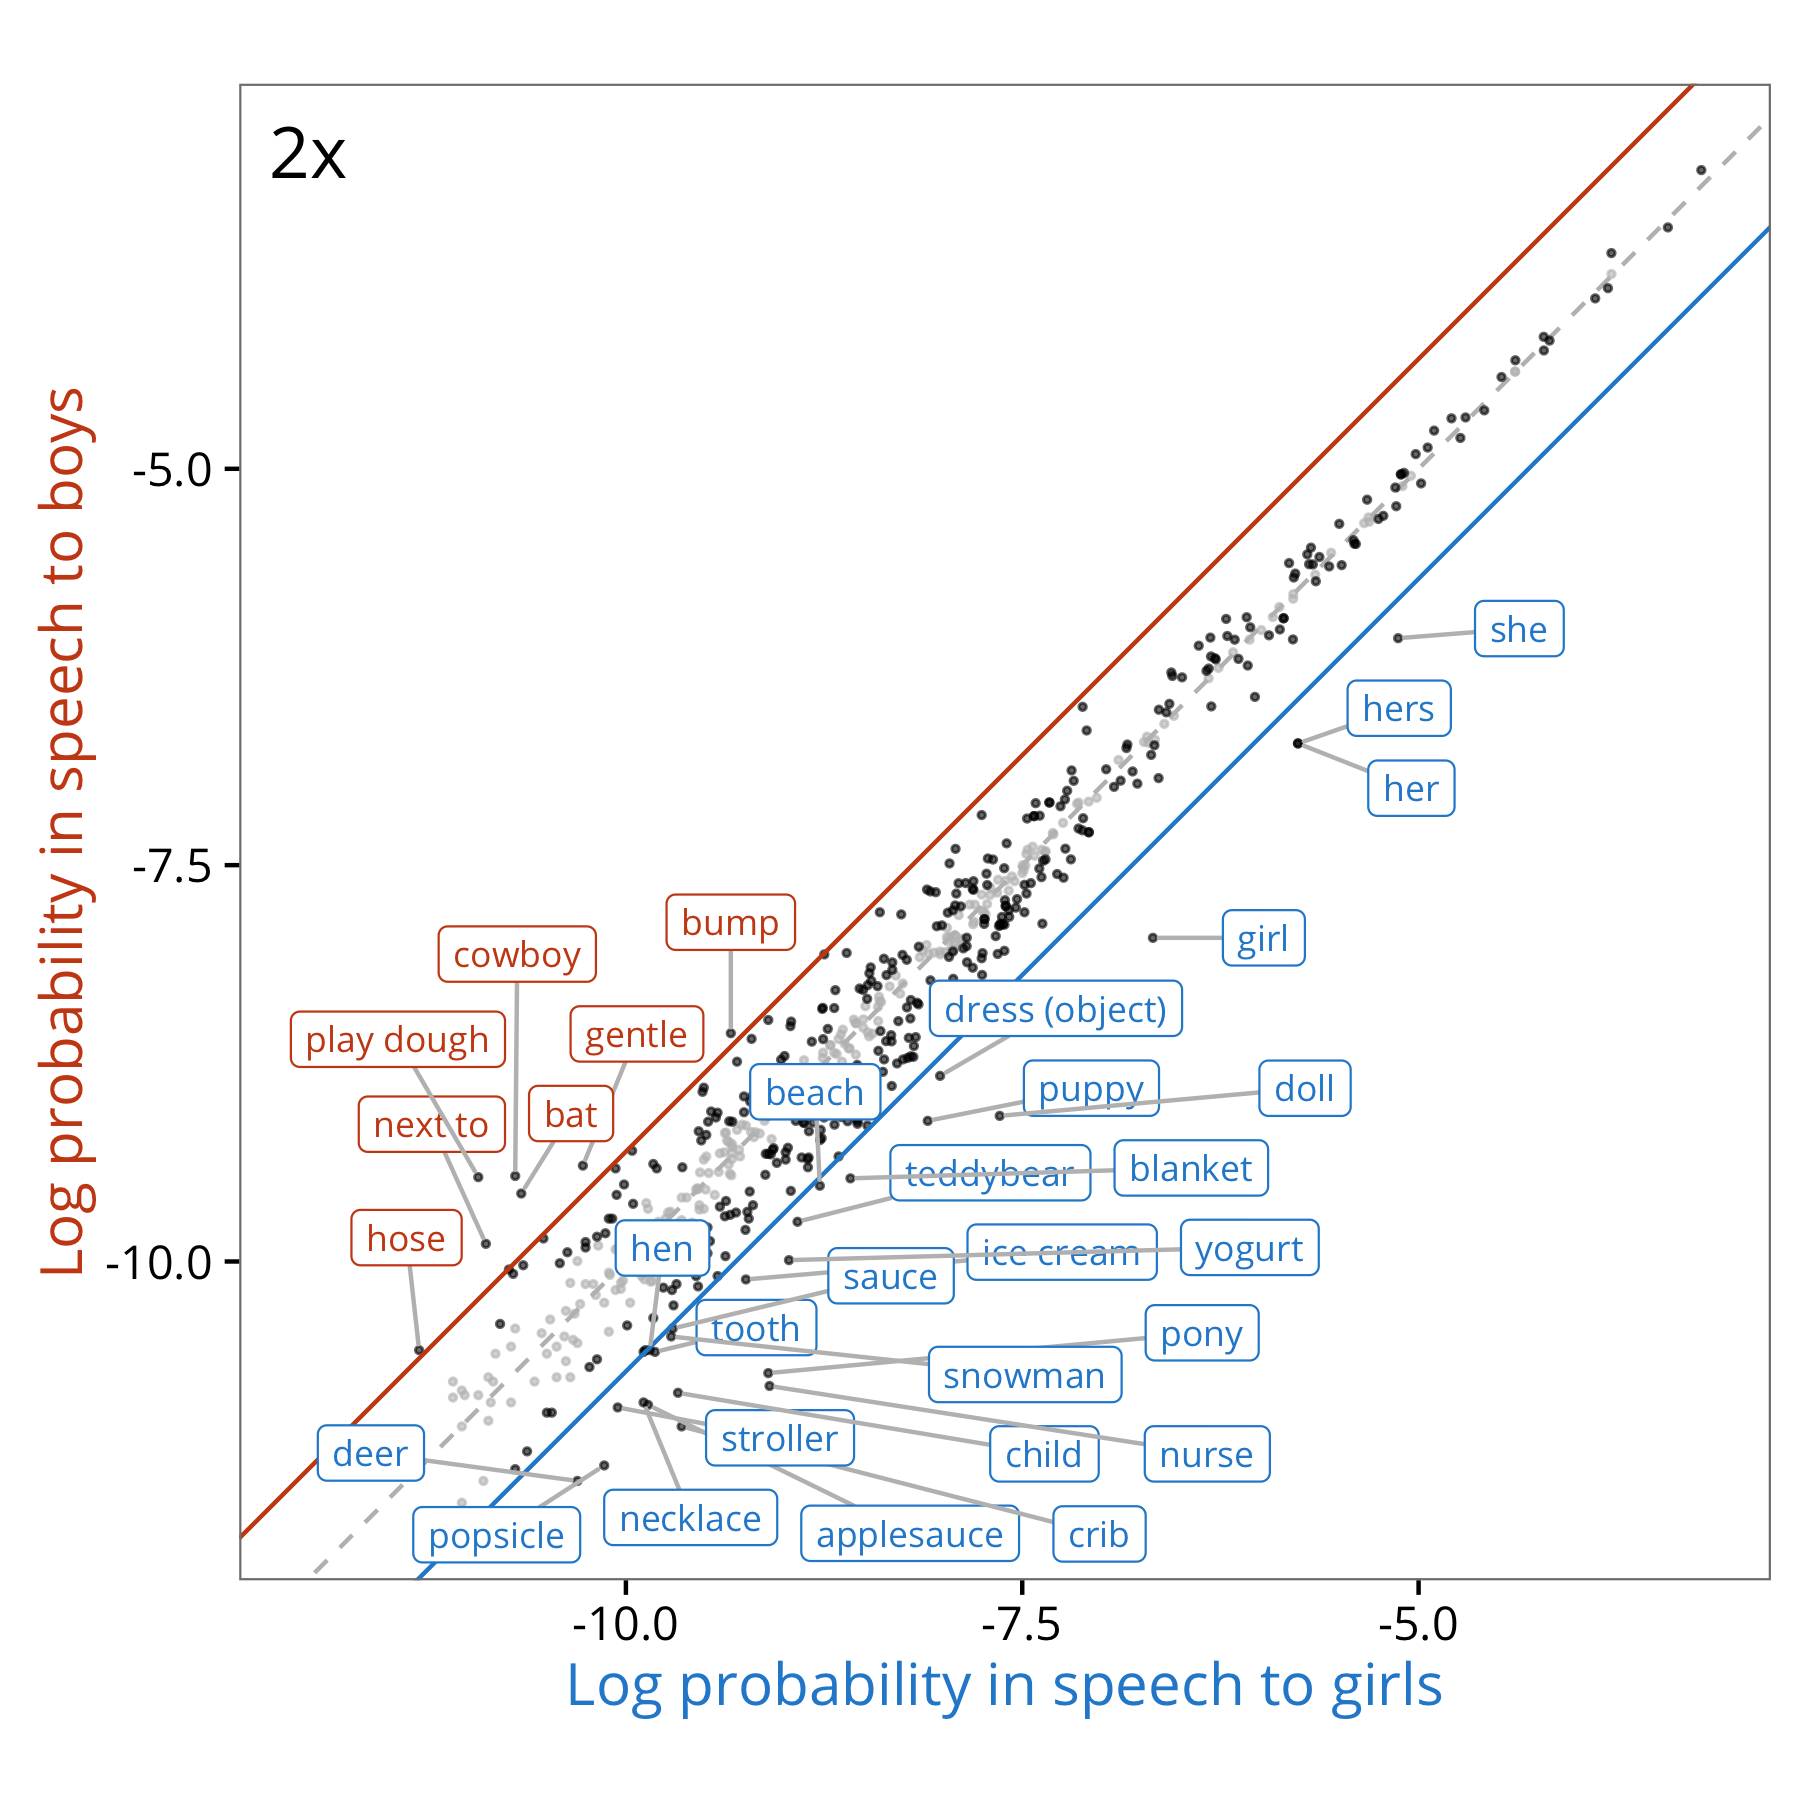 2x
Log probability in speech to boys
-5.0
-7.5
-10.0
she
hers
her
bump
girl
cowboy
dress (object)
gentle
play dough
puppy
doll
beach
bat
next to
teddybear
blanket
hose
hen
ice cream
yogurt
sauce
tooth
pony
snowman
stroller
deer
child
nurse
necklace
popsicle
applesauce
crib
-10.0
-7.5
-5.0
Log probability in speech to girls